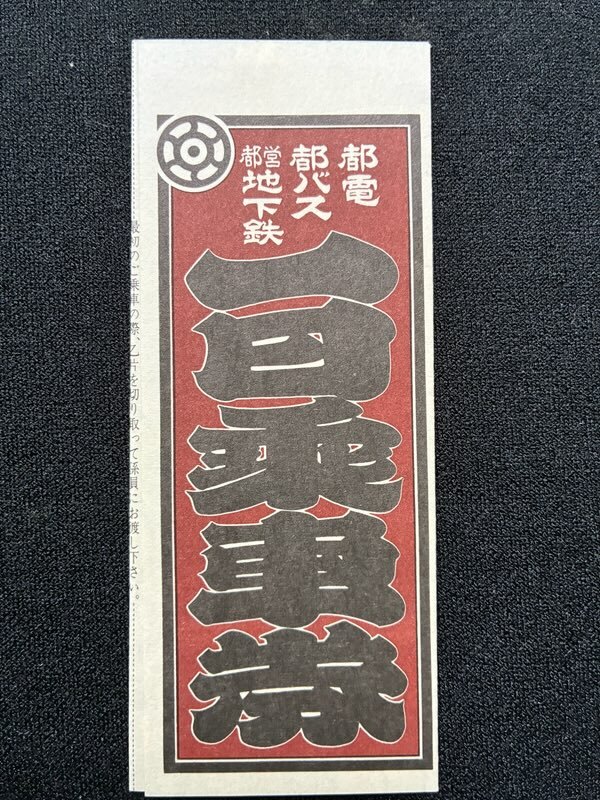 都電
都バス
都営
地下鉄
一日乗車券
最初のご乗車の際、乙片を切り取って係員にお渡し下さい。